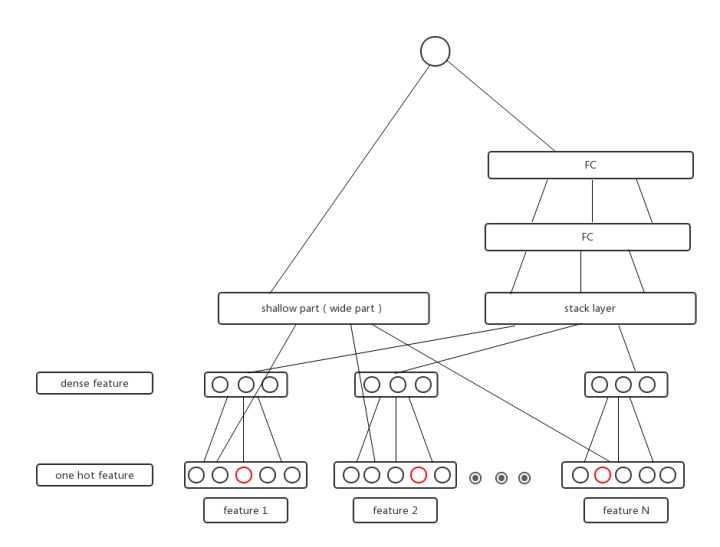 FC
FC
shallow part ( wide part )
stack layer
dense feature
one hot feature
feature 1
feature 2
feature N